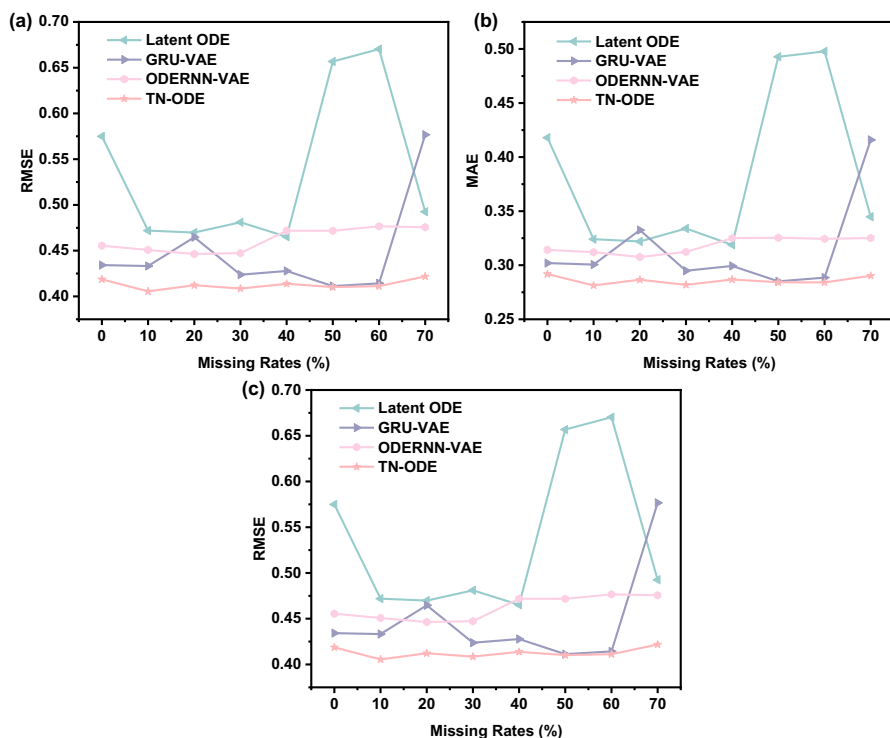 (a)
0.70
0.65
0.60
0.55
0.50
0.45
0.40
RMSE
Latent ODE
GRU-VAE
ODERNN-VAE
TN-ODE
0 10 20 30 40 50 60 70
Missing Rates (%)
(b)
0.50
0.45
0.40
0.35
0.30
0.25
MAE
Latent ODE
GRU-VAE
ODERNN-VAE
TN-ODE
0 10 20 30 40 50 60 70
Missing Rates (%)
(c)
0.70
0.65
0.60
0.55
0.50
0.45
0.40
RMSE
Latent ODE
GRU-VAE
ODERNN-VAE
TN-ODE
0 10 20 30 40 50 60 70
Missing Rates (%)